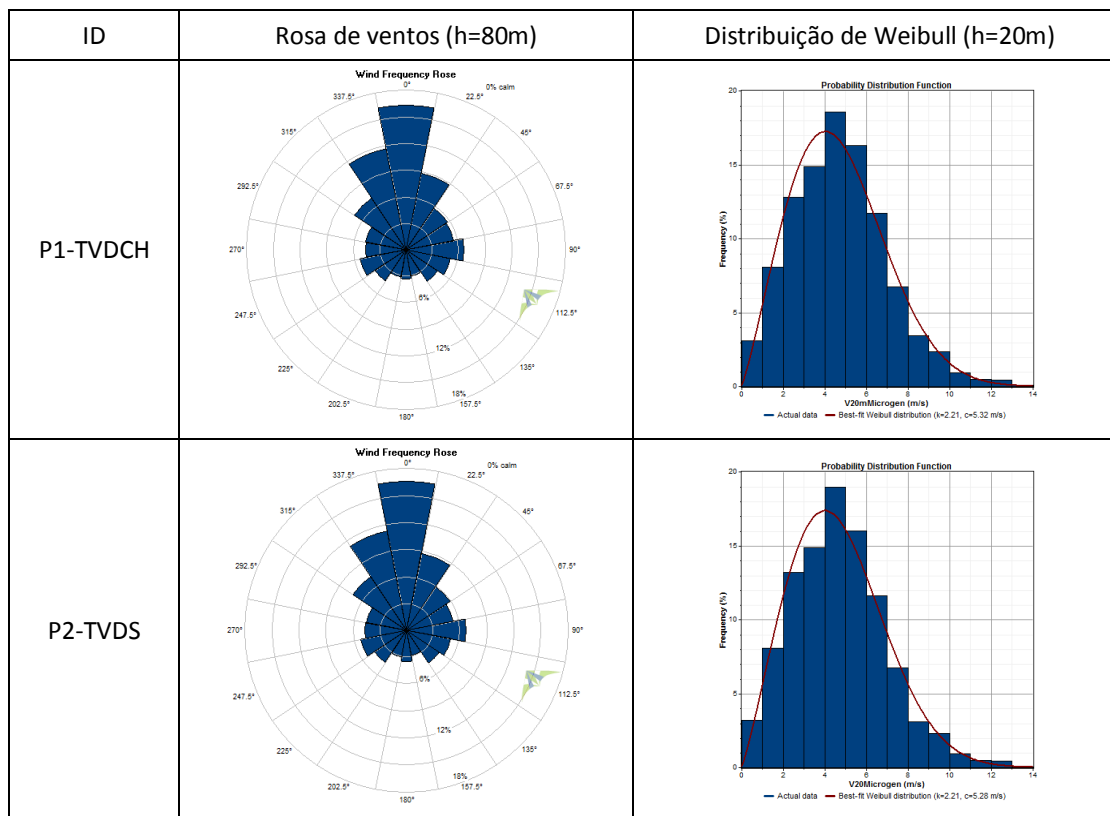 ID
Rosa de ventos (h=80m)
Distribuição de Weibull (h=20m)
P1-TVDCH
Wind Frequency Rose
0°
0% calm
337.5°
22.5°
315°
45°
292.5°
67.5°
270°
90°
247.5°
112.5°
225°
135°
202.5°
157.5°
180°
6%
12%
18%
Probability Distribution Function
Frequency (%)
20
15
10
5
0
0 2 4 6 8 10 12 14
V20mMicrogen (m/s)
Actual data Best-fit Weibull distribution (k=2.21, c=5.32 m/s)
P2-TVDS
Wind Frequency Rose
0°
0% calm
337.5°
22.5°
315°
45°
292.5°
67.5°
270°
90°
247.5°
112.5°
225°
135°
202.5°
157.5°
180°
6%
12%
18%
Probability Distribution Function
Frequency (%)
20
15
10
5
0
0 2 4 6 8 10 12 14
V20Microgen (m/s)
Actual data Best-fit Weibull distribution (k=2.21, c=5.28 m/s)